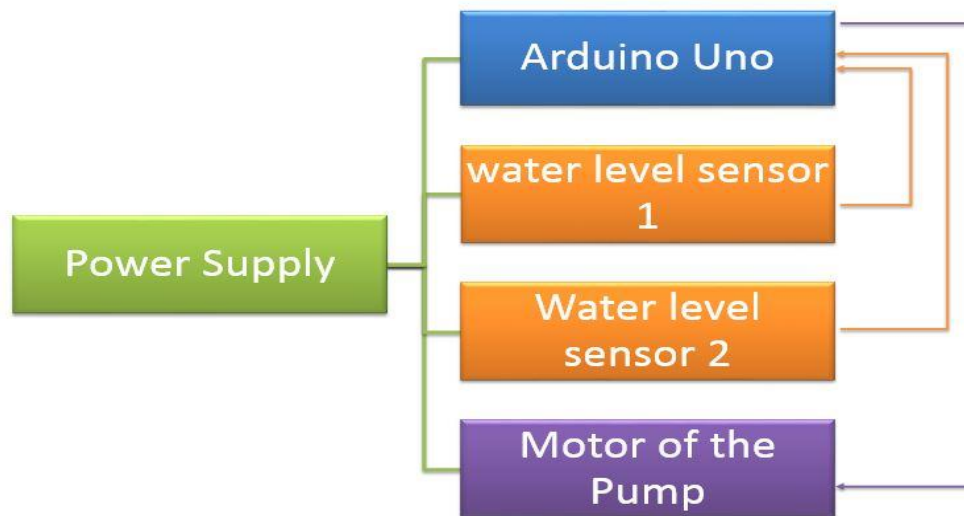 Arduino Uno
water level sensor
1
Power Supply
Water level
sensor 2
Motor of the
Pump